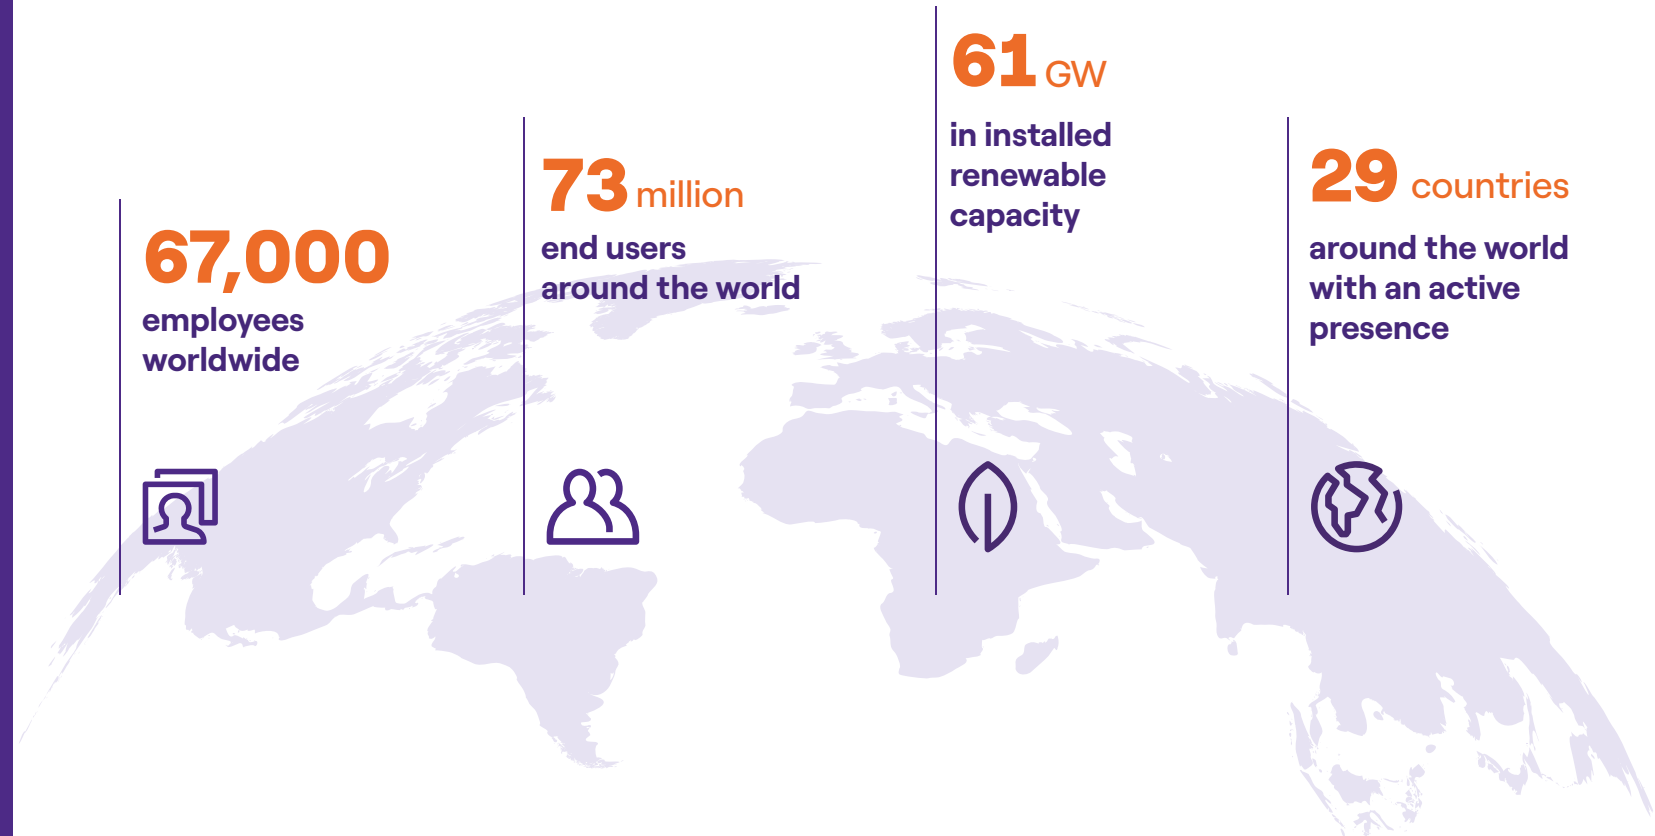 67,000
employees
worldwide
73 million
end users
around the world
61 GW
in installed
renewable
capacity
29 countries
around the world
with an active
presence